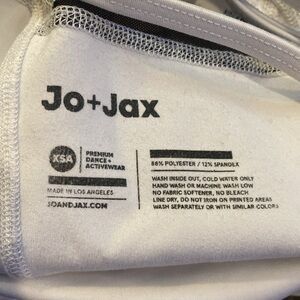 Jo+Jax
XSA
PREMIUM
DANCE +
ACTIVEWEAR
MADE IN LOS ANGELES
JOANDJAX.COM
88% POLYESTER / 12% SPANDEX
WASH INSIDE OUT, COLD WATER ONLY
HAND WASH OR MACHINE WASH LOW
NO FABRIC SOFTENER, NO BLEACH
LINE DRY, DO NOT IRON ON PRINTED AREAS
WASH SEPARATELY OR WITH SIMILAR COLORS